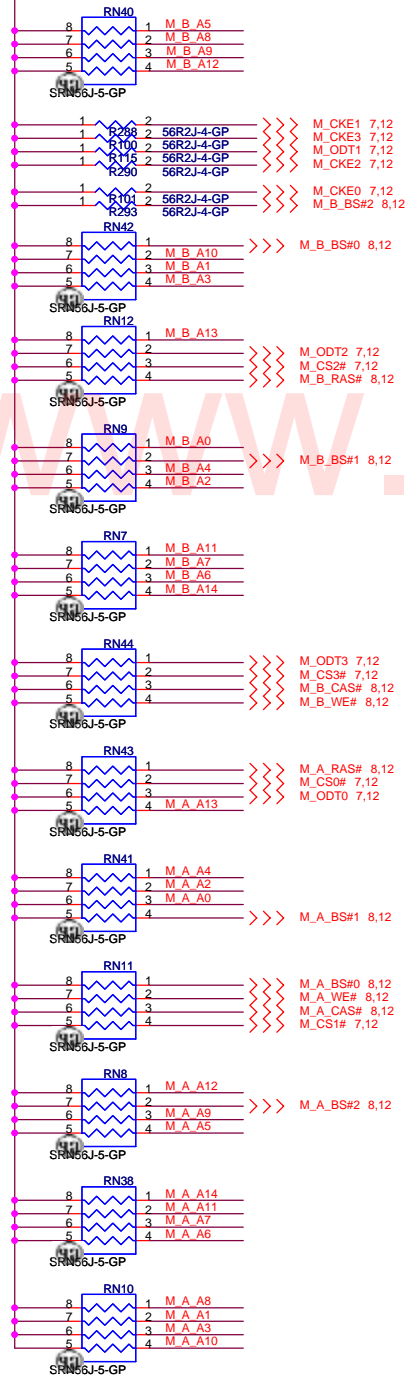 RN40
8 1 M_B_A5
7 2 M_B_A8
6 3 M_B_A9
5 4 M_B_A12
SRN56J-5-GP
1 2 M_CKE1 7,12
1 R288 2 56R2J-4-GP M_CKE3 7,12
1 R100 2 56R2J-4-GP M_ODT1 7,12
1 R115 2 56R2J-4-GP M_CKE2 7,12
R290 56R2J-4-GP
1 2 M_CKE0 7,12
1 R101 2 56R2J-4-GP M_B_BS#2 8,12
R293 56R2J-4-GP
RN42
8 1 M_B_BS#0 8,12
7 2 M_B_A10
6 3 M_B_A1
5 4 M_B_A3
SRN56J-5-GP
RN12
8 1 M_B_A13
7 2 M_ODT2 7,12
6 3 M_CS2# 7,12
5 4 M_B_RAS# 8,12
SRN56J-5-GP
www.
RN9
8 1 M_B_A0
7 2 M_B_BS#1 8,12
6 3 M_B_A4
5 4 M_B_A2
SRN56J-5-GP
RN7
8 1 M_B_A11
7 2 M_B_A7
6 3 M_B_A6
5 4 M_B_A14
SRN56J-5-GP
RN44
8 1 M_ODT3 7,12
7 2 M_CS3# 7,12
6 3 M_B_CAS# 8,12
5 4 M_B_WE# 8,12
SRN56J-5-GP
RN43
8 1 M_A_RAS# 8,12
7 2 M_CS0# 7,12
6 3 M_ODT0 7,12
5 4 M_A_A13
SRN56J-5-GP
RN41
8 1 M_A_A4
7 2 M_A_A2
6 3 M_A_A0
5 4 M_A_BS#1 8,12
SRN56J-5-GP
RN11
8 1 M_A_BS#0 8,12
7 2 M_A_WE# 8,12
6 3 M_A_CAS# 8,12
5 4 M_CS1# 7,12
SRN56J-5-GP
RN8
8 1 M_A_A12
7 2 M_A_BS#2 8,12
6 3 M_A_A9
5 4 M_A_A5
SRN56J-5-GP
RN38
8 1 M_A_A14
7 2 M_A_A11
6 3 M_A_A7
5 4 M_A_A6
SRN56J-5-GP
RN10
8 1 M_A_A8
7 2 M_A_A1
6 3 M_A_A3
5 4 M_A_A10
SRN56J-5-GP